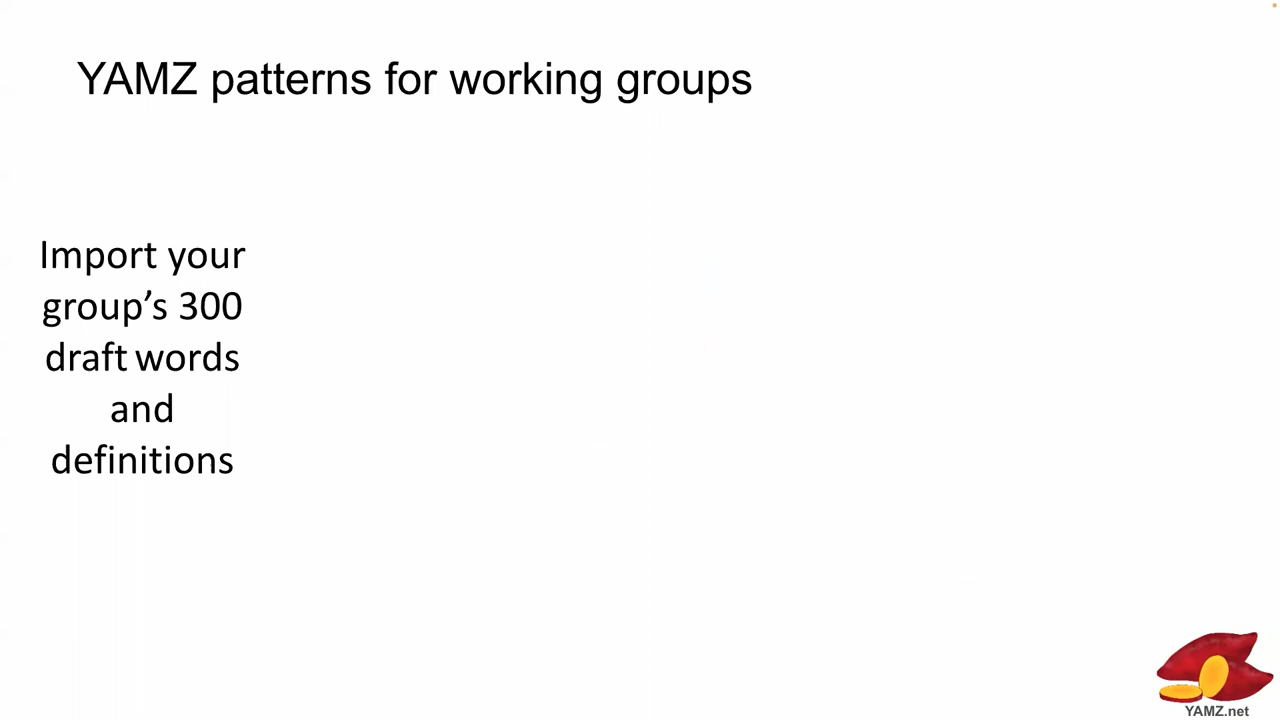 YAMZ patterns for working groups
Import your
group’s 300
draft words
and
definitions
YAMZ.net